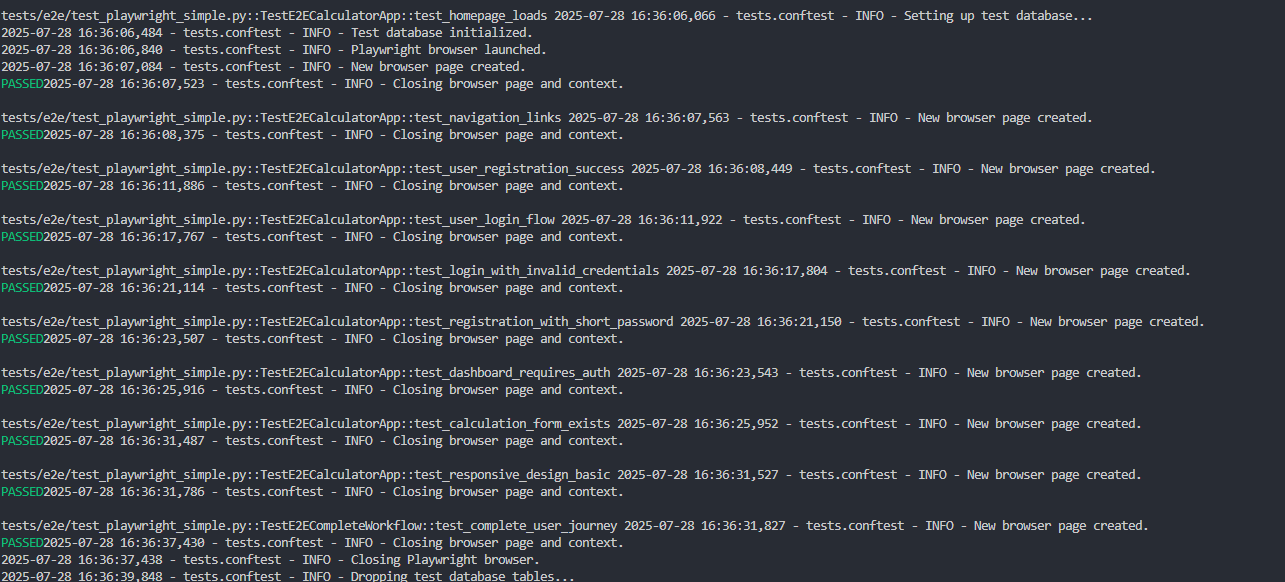 tests/e2e/test_playwright_simple.py::TestE2ECalculatorApp::test_homepage_loads 2025-07-28 16:36:06,066 - tests.conftest - INFO - Setting up test database...
2025-07-28 16:36:06,484 - tests.conftest - INFO - Test database initialized.
2025-07-28 16:36:06,840 - tests.conftest - INFO - Playwright browser launched.
2025-07-28 16:36:07,084 - tests.conftest - INFO - New browser page created.
PASSED2025-07-28 16:36:07,523 - tests.conftest - INFO - Closing browser page and context.
tests/e2e/test_playwright_simple.py::TestE2ECalculatorApp::test_navigation_links 2025-07-28 16:36:07,563 - tests.conftest - INFO - New browser page created.
PASSED2025-07-28 16:36:08,375 - tests.conftest - INFO - Closing browser page and context.
tests/e2e/test_playwright_simple.py::TestE2ECalculatorApp::test_user_registration_success 2025-07-28 16:36:08,449 - tests.conftest - INFO - New browser page created.
PASSED2025-07-28 16:36:11,886 - tests.conftest - INFO - Closing browser page and context.
tests/e2e/test_playwright_simple.py::TestE2ECalculatorApp::test_user_login_flow 2025-07-28 16:36:11,922 - tests.conftest - INFO - New browser page created.
PASSED2025-07-28 16:36:17,767 - tests.conftest - INFO - Closing browser page and context.
tests/e2e/test_playwright_simple.py::TestE2ECalculatorApp::test_login_with_invalid_credentials 2025-07-28 16:36:17,804 - tests.conftest - INFO - New browser page created.
PASSED2025-07-28 16:36:21,114 - tests.conftest - INFO - Closing browser page and context.
tests/e2e/test_playwright_simple.py::TestE2ECalculatorApp::test_registration_with_short_password 2025-07-28 16:36:21,150 - tests.conftest - INFO - New browser page created.
PASSED2025-07-28 16:36:23,507 - tests.conftest - INFO - Closing browser page and context.
tests/e2e/test_playwright_simple.py::TestE2ECalculatorApp::test_dashboard_requires_auth 2025-07-28 16:36:23,543 - tests.conftest - INFO - New browser page created.
PASSED2025-07-28 16:36:25,916 - tests.conftest - INFO - Closing browser page and context.
tests/e2e/test_playwright_simple.py::TestE2ECalculatorApp::test_calculation_form_exists 2025-07-28 16:36:25,952 - tests.conftest - INFO - New browser page created.
PASSED2025-07-28 16:36:31,487 - tests.conftest - INFO - Closing browser page and context.
tests/e2e/test_playwright_simple.py::TestE2ECalculatorApp::test_responsive_design_basic 2025-07-28 16:36:31,527 - tests.conftest - INFO - New browser page created.
PASSED2025-07-28 16:36:31,786 - tests.conftest - INFO - Closing browser page and context.
tests/e2e/test_playwright_simple.py::TestE2ECompleteWorkflow::test_complete_user_journey 2025-07-28 16:36:31,827 - tests.conftest - INFO - New browser page created.
PASSED2025-07-28 16:36:37,430 - tests.conftest - INFO - Closing browser page and context.
2025-07-28 16:36:37,438 - tests.conftest - INFO - Closing Playwright browser.
2025-07-28 16:36:39,848 - tests.conftest - INFO - Dropping test database tables...